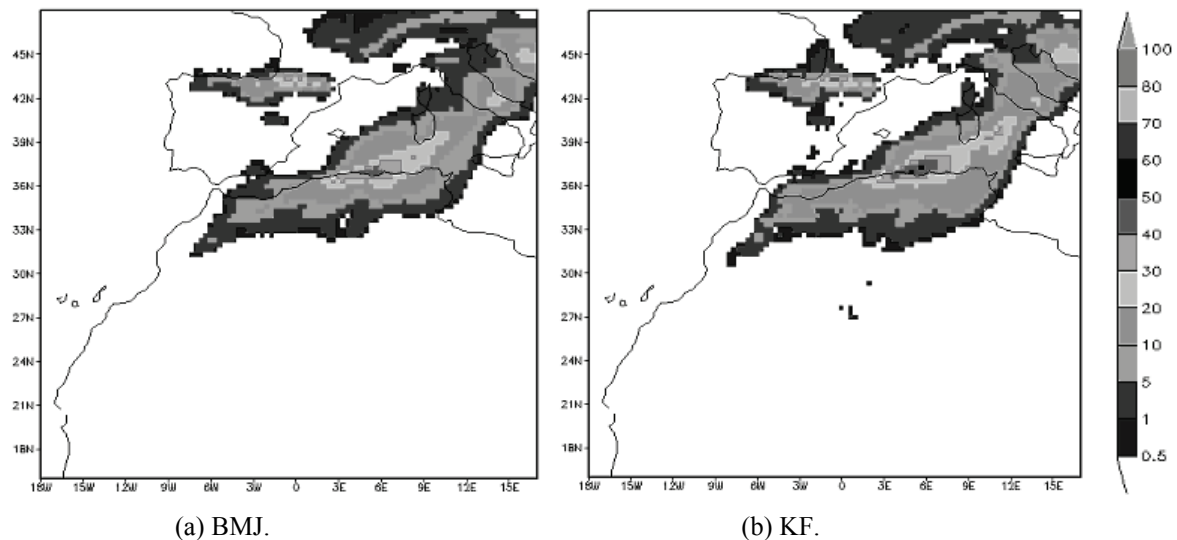 45N
42N
39N
36N
33N
30N
27N
24N
21N
18N
18W 15W 12W 9W 6W 3W 0 3E 6E 9E 12E 15E
45N
42N
39N
36N
33N
30N
27N
24N
21N
18N
18W 15W 12W 9W 6W 3W 0 3E 6E 9E 12E 15E
100
80
70
60
50
40
30
20
10
5
1
0.5
(a) BMJ.
(b) KF.